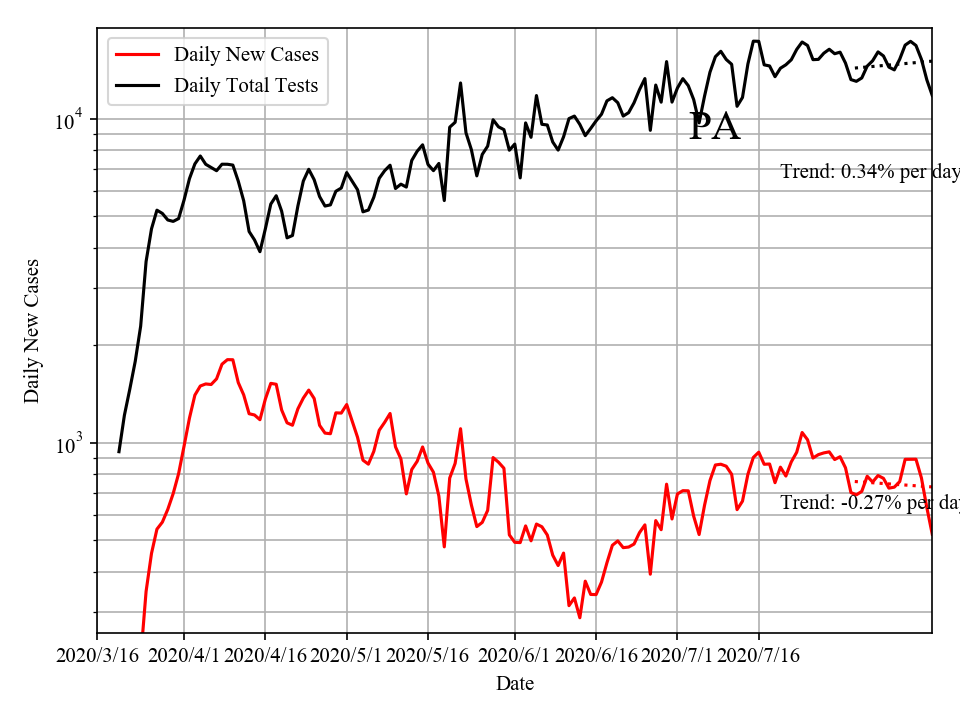 Daily New Cases
Daily Total Tests
10^4
PA
Trend: 0.34% per day
Daily New Cases
10^3
Trend: -0.27% per day
2020/3/16 2020/4/1 2020/4/16 2020/5/1 2020/5/16 2020/6/1 2020/6/16 2020/7/1 2020/7/16
Date